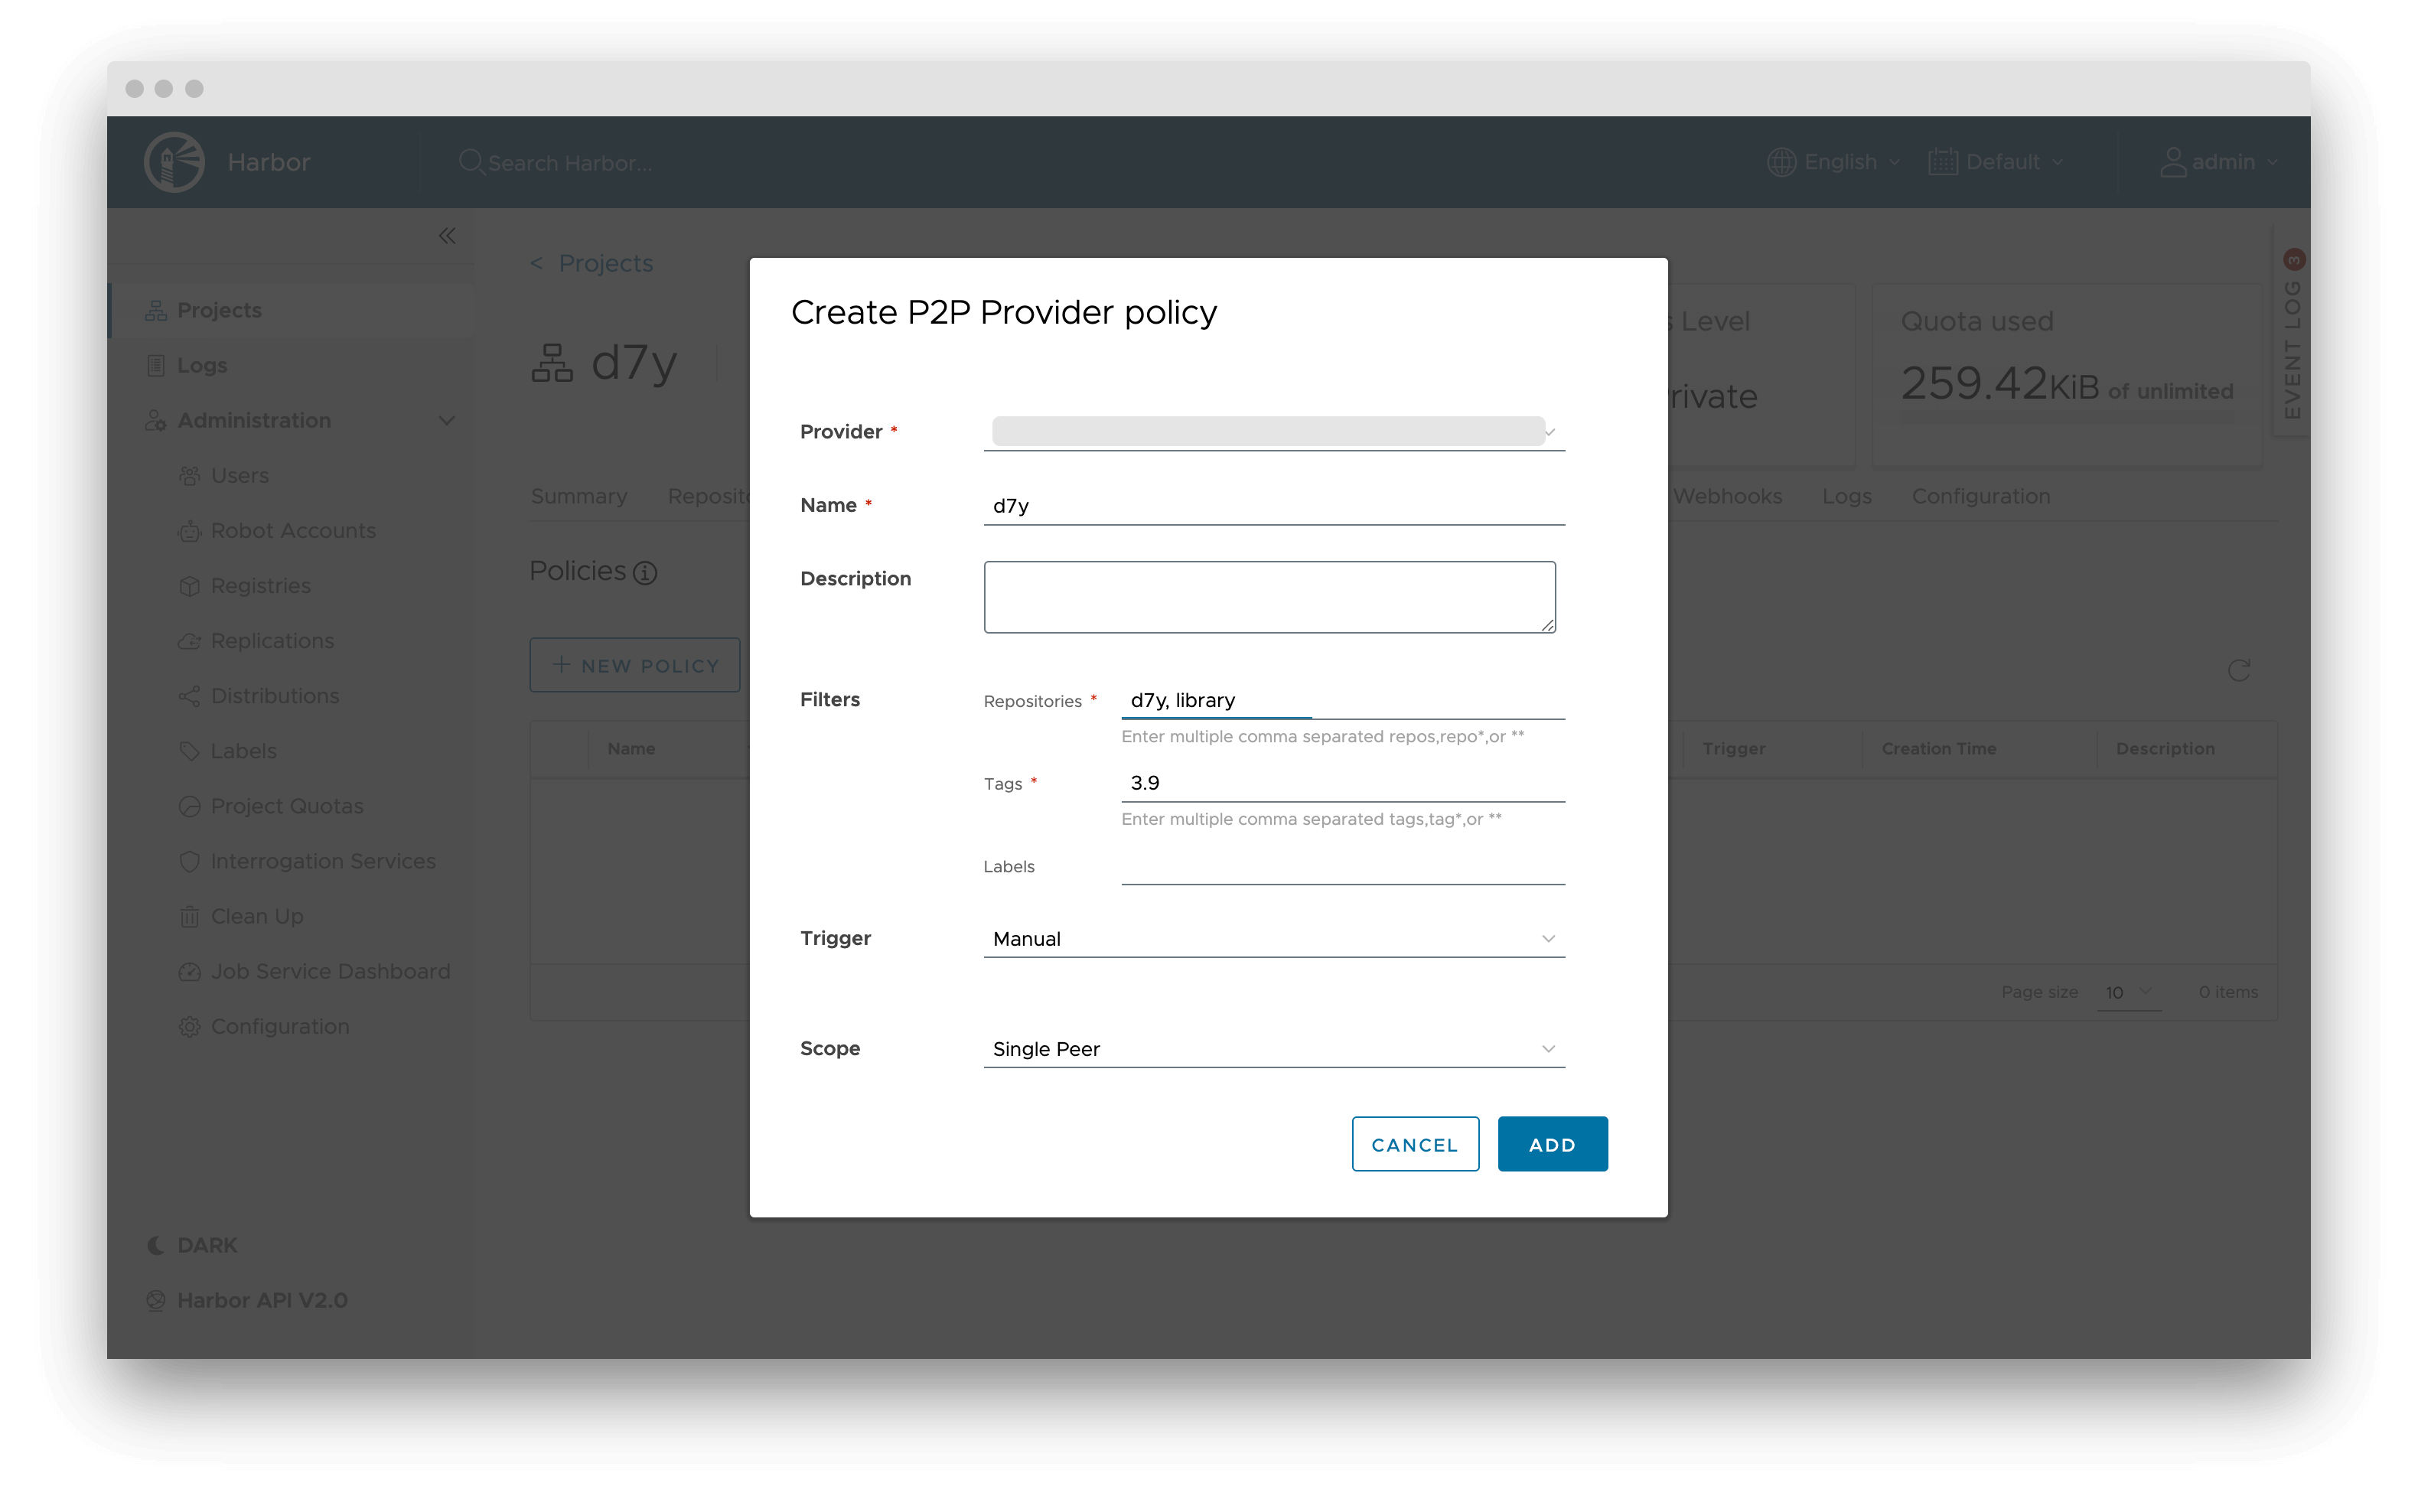 Harbor
Search Harbor...
English
Default
admin
Projects
Logs
Administration
Users
Robot Accounts
Registries
Replications
Distributions
Labels
Project Quotas
Interrogation Services
Clean Up
Job Service Dashboard
Configuration
DARK
Harbor API V2.0
< Projects
d7y
Level
Quota used
259.42KiB of unlimited
EVENT LOG 3
Summary
Webhooks
Logs
Configuration
Policies
+ NEW POLICY
Name
Trigger
Creation Time
Description
Page size 10
0 items
Create P2P Provider policy
Provider *
Name *
d7y
Description
Filters
Repositories *
d7y, library
Enter multiple comma separated repos,repo*,or **
Tags *
3.9
Enter multiple comma separated tags,tag*,or **
Labels
Trigger
Manual
Scope
Single Peer
CANCEL
ADD